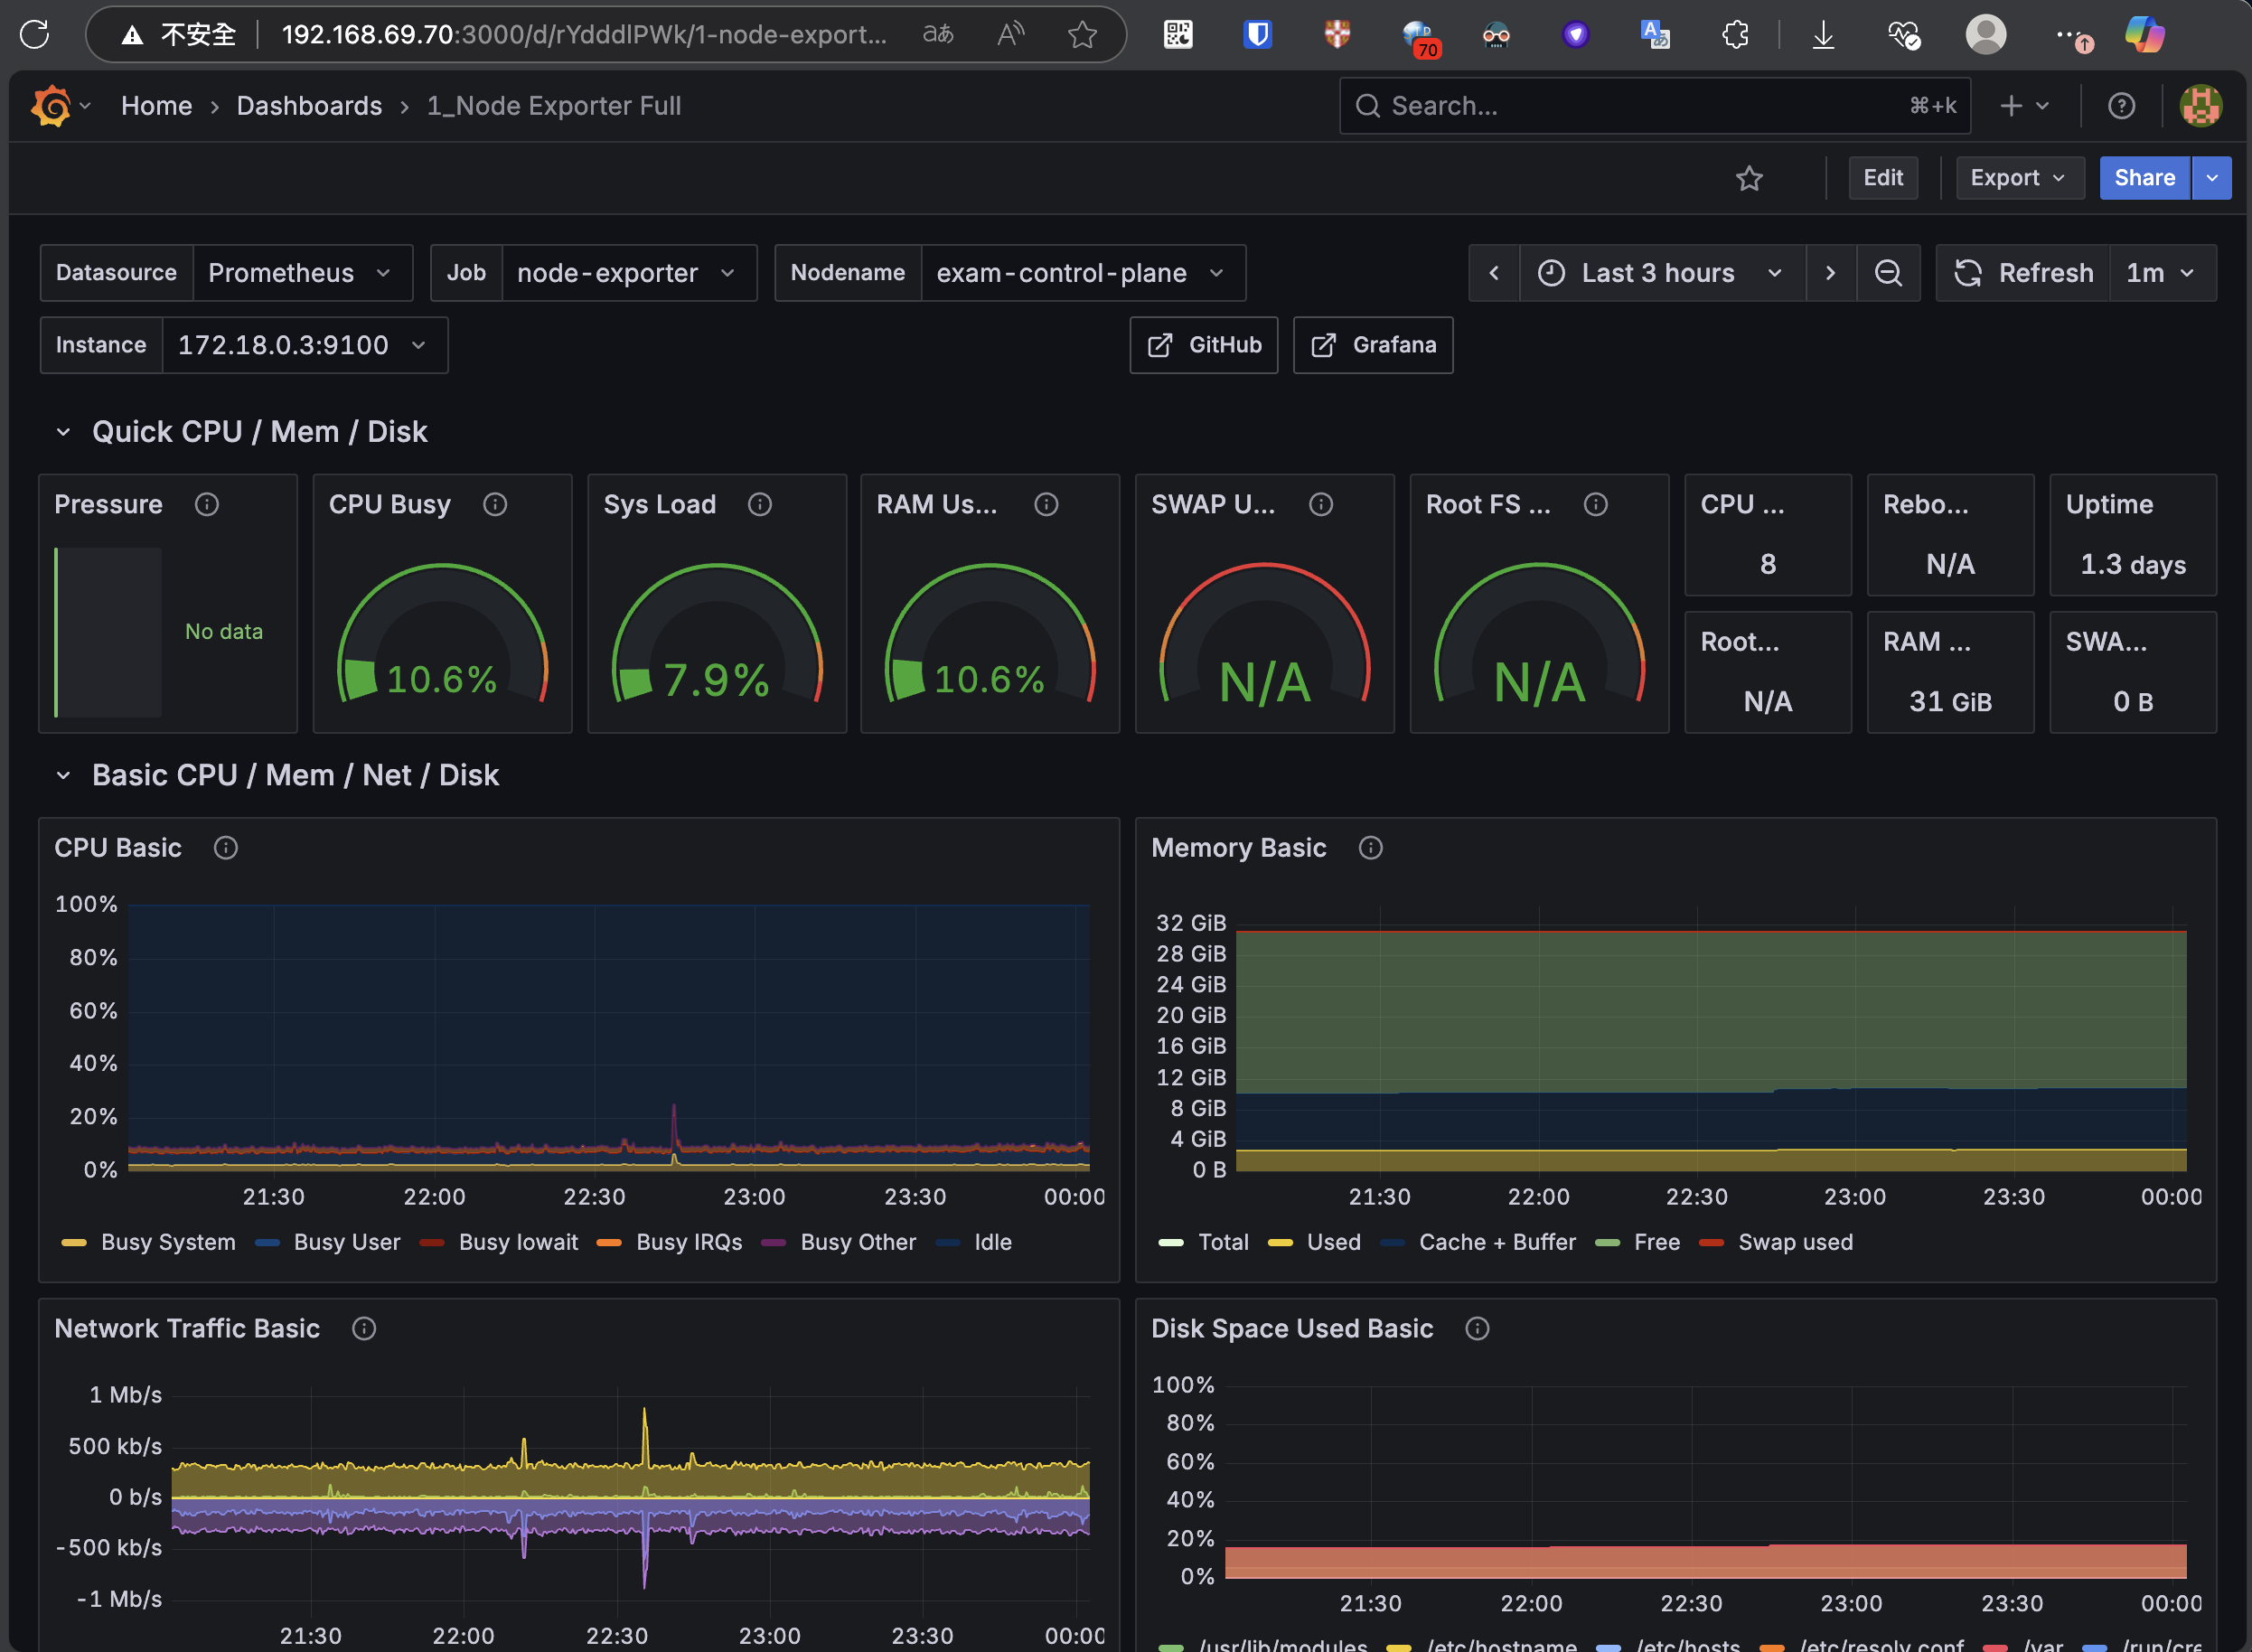 不安全 192.168.69.70:3000/d/rYdddlPWk/1-node-export... aあ A 70
Home › Dashboards › 1_Node Exporter Full Search... ⌘+k
Edit Export Share
Datasource Prometheus Job node-exporter Nodename exam-control-plane Last 3 hours Refresh 1m
Instance 172.18.0.3:9100 GitHub Grafana
Quick CPU / Mem / Disk
Pressure CPU Busy Sys Load RAM Us... SWAP U... Root FS ... CPU ... Rebo... Uptime
8 N/A 1.3 days
No data 10.6% 7.9% 10.6% N/A N/A
Root... RAM ... SWA...
N/A 31 GiB 0 B
Basic CPU / Mem / Net / Disk
CPU Basic
100%
80%
60%
40%
20%
0%
21:30 22:00 22:30 23:00 23:30 00:00
Busy System Busy User Busy Iowait Busy IRQs Busy Other Idle
Memory Basic
32 GiB
28 GiB
24 GiB
20 GiB
16 GiB
12 GiB
8 GiB
4 GiB
0 B
21:30 22:00 22:30 23:00 23:30 00:00
Total Used Cache + Buffer Free Swap used
Network Traffic Basic
1 Mb/s
500 kb/s
0 b/s
-500 kb/s
-1 Mb/s
21:30 22:00 22:30 23:00 23:30 00:00
Disk Space Used Basic
100%
80%
60%
40%
20%
0%
21:30 22:00 22:30 23:00 23:30 00:00
/usr/lib/modules /etc/hostname /etc/hosts /etc/resolv.conf /var /run/cre